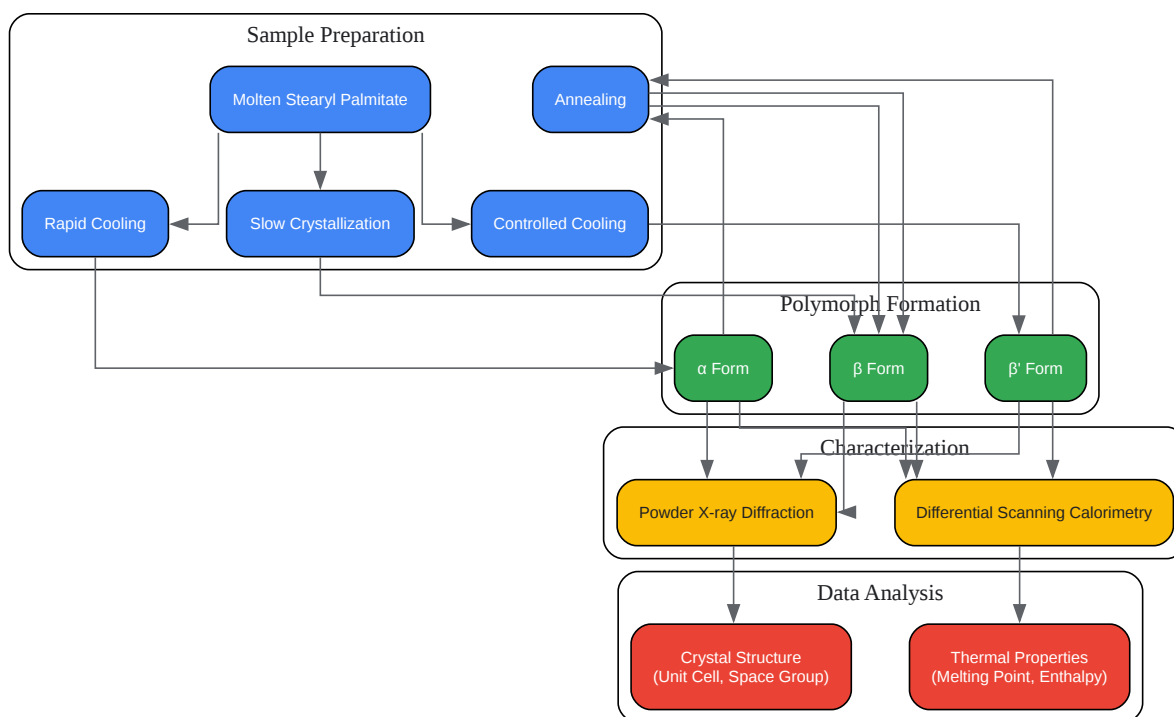 Sample Preparation
Molten Stearyl Palmitate
Annealing
Rapid Cooling
Slow Crystallization
Controlled Cooling
Polymorph Formation
α Form
β Form
β' Form
Characterization
Powder X-ray Diffraction
Differential Scanning Calorimetry
Data Analysis
Crystal Structure
(Unit Cell, Space Group)
Thermal Properties
(Melting Point, Enthalpy)